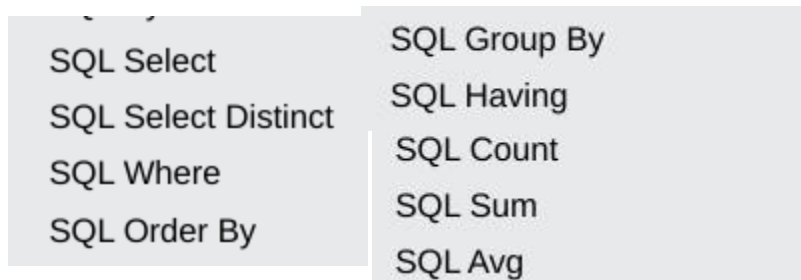 SQL Select
SQL Select Distinct
SQL Where
SQL Order By
SQL Group By
SQL Having
SQL Count
SQL Sum
SQL Avg